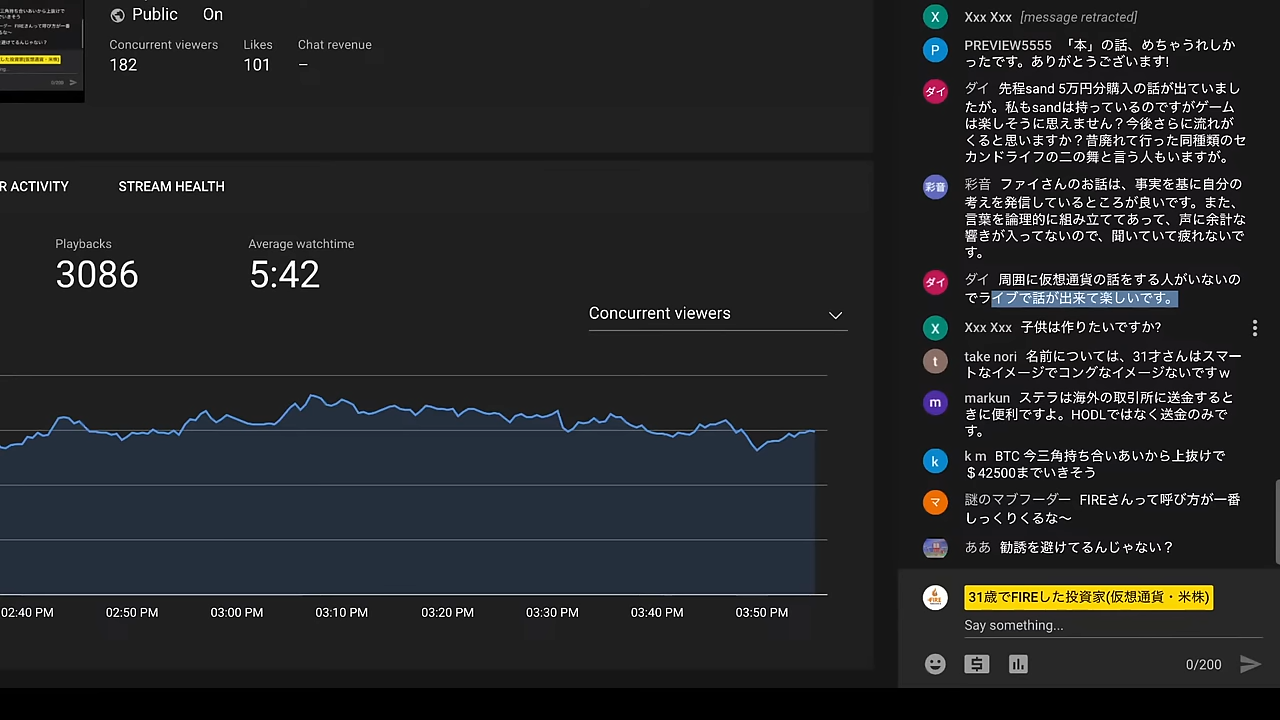 Public On
Concurrent viewers Likes Chat revenue
182 101 –
R ACTIVITY STREAM HEALTH
Playbacks Average watchtime
3086 5:42
Concurrent viewers
02:40 PM 02:50 PM 03:00 PM 03:10 PM 03:20 PM 03:30 PM 03:40 PM 03:50 PM
X Xxx Xxx [message retracted]
P PREVIEW5555 「本」の話、めちゃうれしか
ったです。ありがとうございます!
ダイ ダイ 先程sand 5万円分購入の話が出ていまし
たが。私もsandは持っているのですがゲーム
は楽しそうに思えません？今後さらに流れが
くると思いますか？昔廃れて行った同種類のセ
カンドライフの二の舞と言う人もいますが。
彩音 彩音 ファイさんのお話は、事実を基に自分の
考えを発信しているところが良いです。また、
言葉を論理的に組み立ててあって、声に余計な
響きが入ってないので、聞いていて疲れないで
す。
ダイ ダイ 周囲に仮想通貨の話をする人がいないの
でライブで話が出来て楽しいです。
X Xxx Xxx 子供は作りたいですか?
t take nori 名前については、31才さんはスマー
トなイメージでコングなイメージないですｗ
m markun ステラは海外の取引所に送金すると
きに便利ですよ。HODLではなく送金のみで
す。
k k m BTC 今三角持ち合いあいから上抜けで
＄42500までいきそう
マ 謎のマブフーダー FIREさんって呼び方が一番
しっくりくるな〜
ああ 勧誘を避けてるんじゃない？
FIRE 31歳でFIREした投資家(仮想通貨・米株)
Say something...
0/200